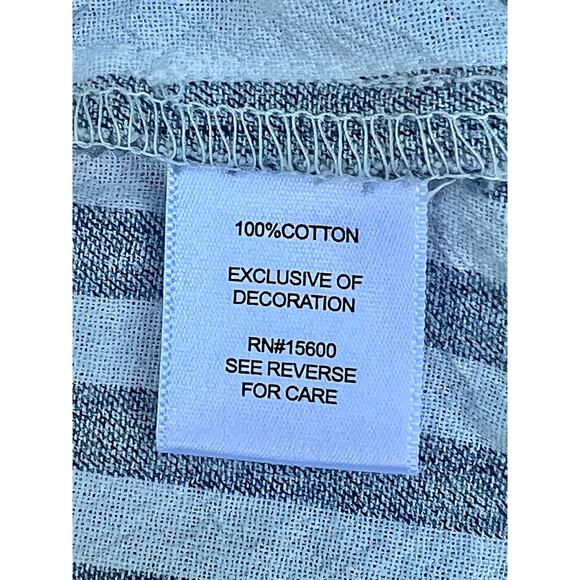 100%COTTON
EXCLUSIVE OF
DECORATION
RN#15600
SEE REVERSE
FOR CARE